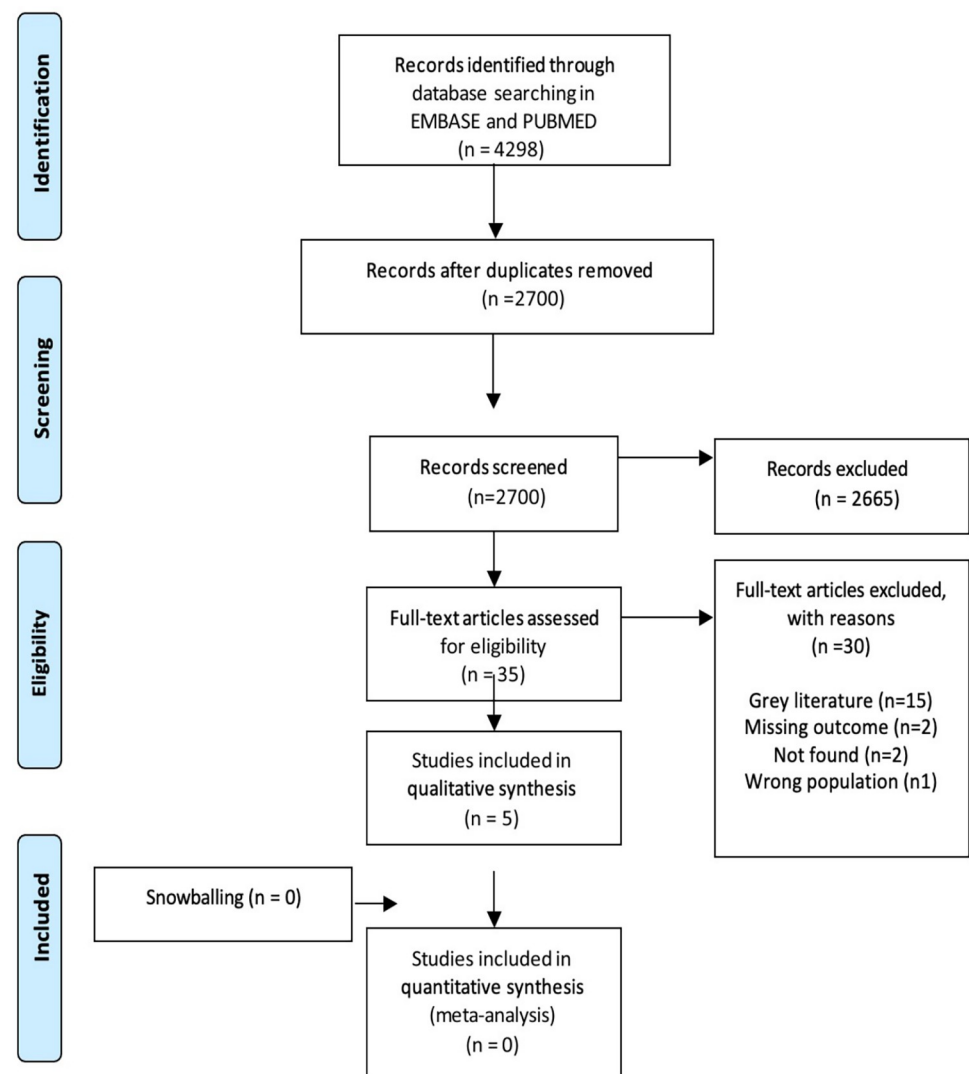 Identification
Records identified through
database searching in
EMBASE and PUBMED
(n = 4298)
Records after duplicates removed
(n =2700)
Screening
Records screened
(n=2700)
Records excluded
(n = 2665)
Eligibility
Full-text articles assessed
for eligibility
(n = 35)
Full-text articles excluded,
with reasons
(n =30)
Grey literature (n=15)
Missing outcome (n=2)
Not found (n=2)
Wrong population (n1)
Studies included in
qualitative synthesis
(n = 5)
Included
Snowballing (n = 0)
Studies included in
quantitative synthesis
(meta-analysis)
(n = 0)